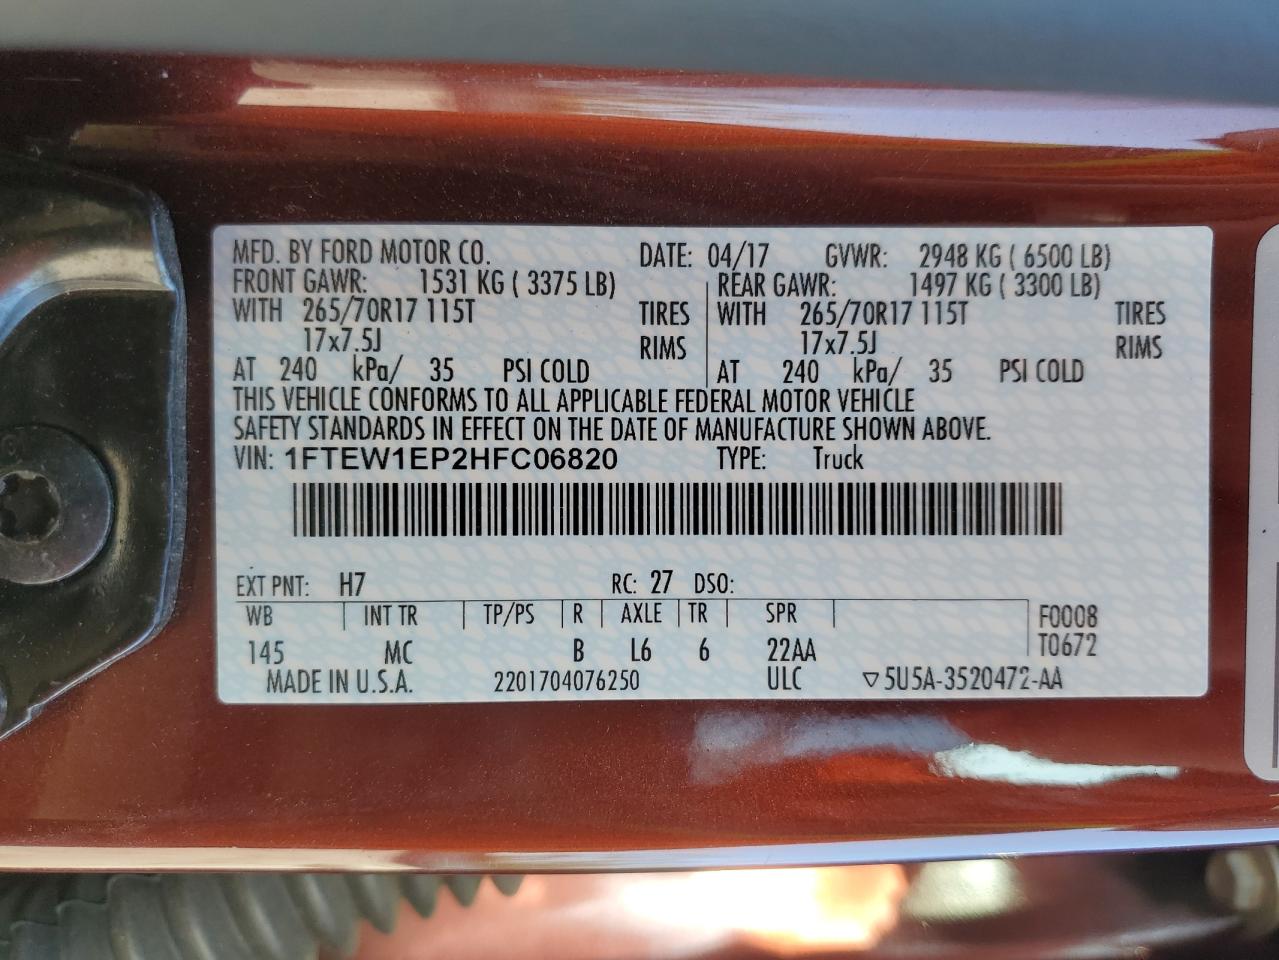 MFD. BY FORD MOTOR CO. DATE: 04/17 GVWR: 2948 KG ( 6500 LB)
FRONT GAWR: 1531 KG ( 3375 LB) REAR GAWR: 1497 KG ( 3300 LB)
WITH 265/70R17 115T TIRES WITH 265/70R17 115T TIRES
17x7.5J RIMS 17x7.5J RIMS
AT 240 kPa/ 35 PSI COLD AT 240 kPa/ 35 PSI COLD
THIS VEHICLE CONFORMS TO ALL APPLICABLE FEDERAL MOTOR VEHICLE
SAFETY STANDARDS IN EFFECT ON THE DATE OF MANUFACTURE SHOWN ABOVE.
VIN: 1FTEW1EP2HFC06820 TYPE: Truck
EXT PNT: H7 RC: 27 DSO:
WB INT TR TP/PS R AXLE TR SPR F0008
145 MC B L6 6 22AA T0672
MADE IN U.S.A. 2201704076250 ULC ▽5U5A-3520472-AA